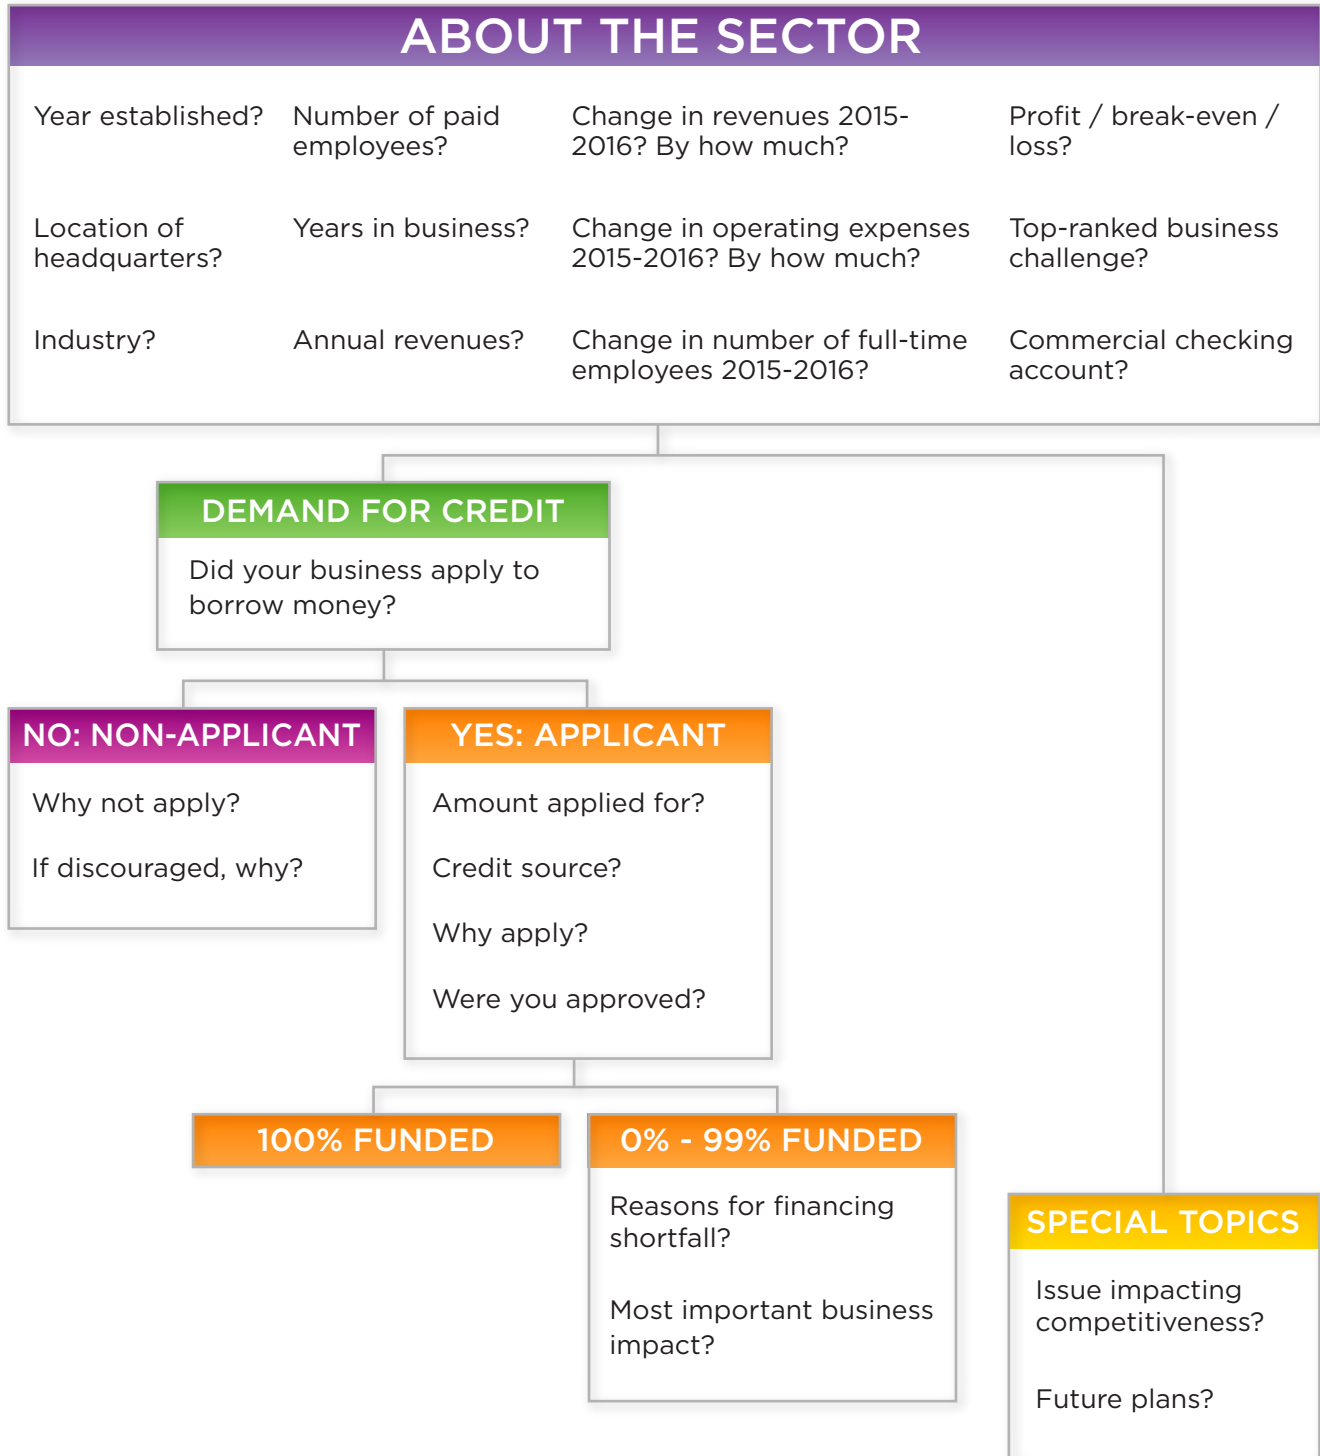 ABOUT THE SECTOR
Year established?
Number of paid
employees?
Change in revenues 2015-
2016? By how much?
Profit / break-even /
loss?
Location of
headquarters?
Years in business?
Change in operating expenses
2015-2016? By how much?
Top-ranked business
challenge?
Industry?
Annual revenues?
Change in number of full-time
employees 2015-2016?
Commercial checking
account?
DEMAND FOR CREDIT
Did your business apply to
borrow money?
NO: NON-APPLICANT
Why not apply?
If discouraged, why?
YES: APPLICANT
Amount applied for?
Credit source?
Why apply?
Were you approved?
100% FUNDED
0% - 99% FUNDED
Reasons for financing
shortfall?
Most important business
impact?
SPECIAL TOPICS
Issue impacting
competitiveness?
Future plans?